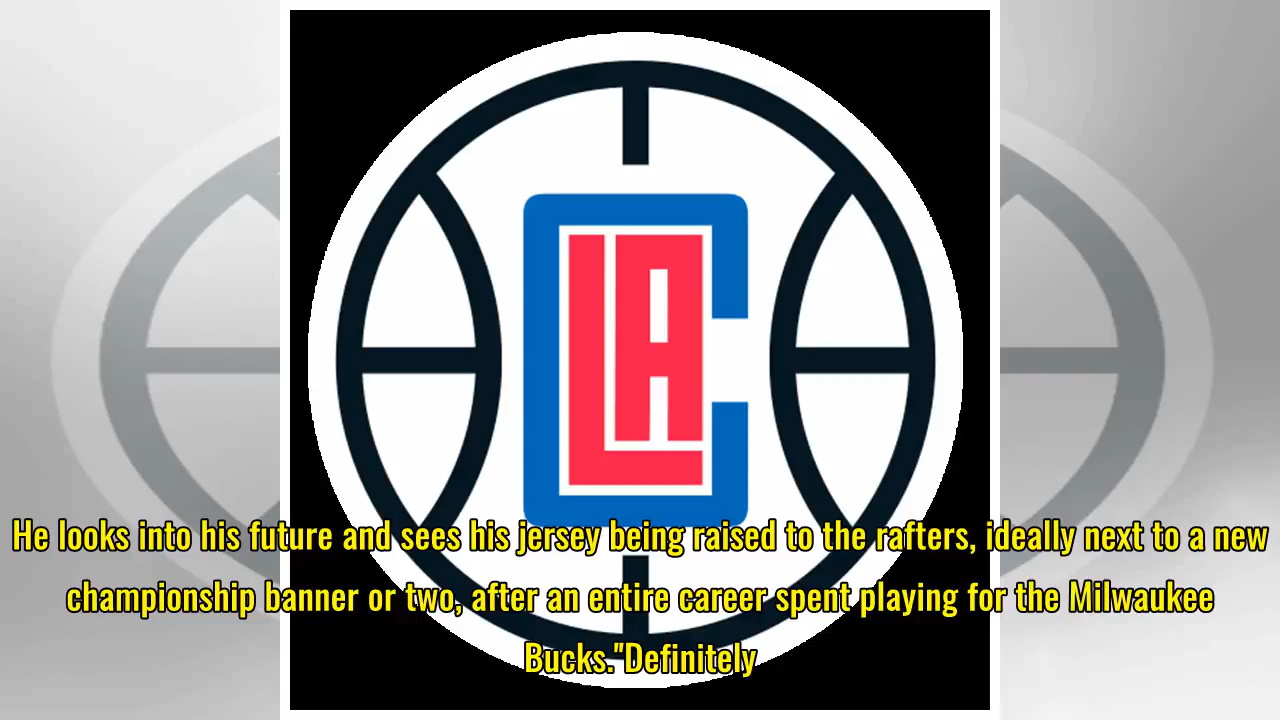 LA
C
He looks into his future and sees his jersey being raised to the rafters, ideally next to a new
championship banner or two, after an entire career spent playing for the Milwaukee
Bucks."Definitely